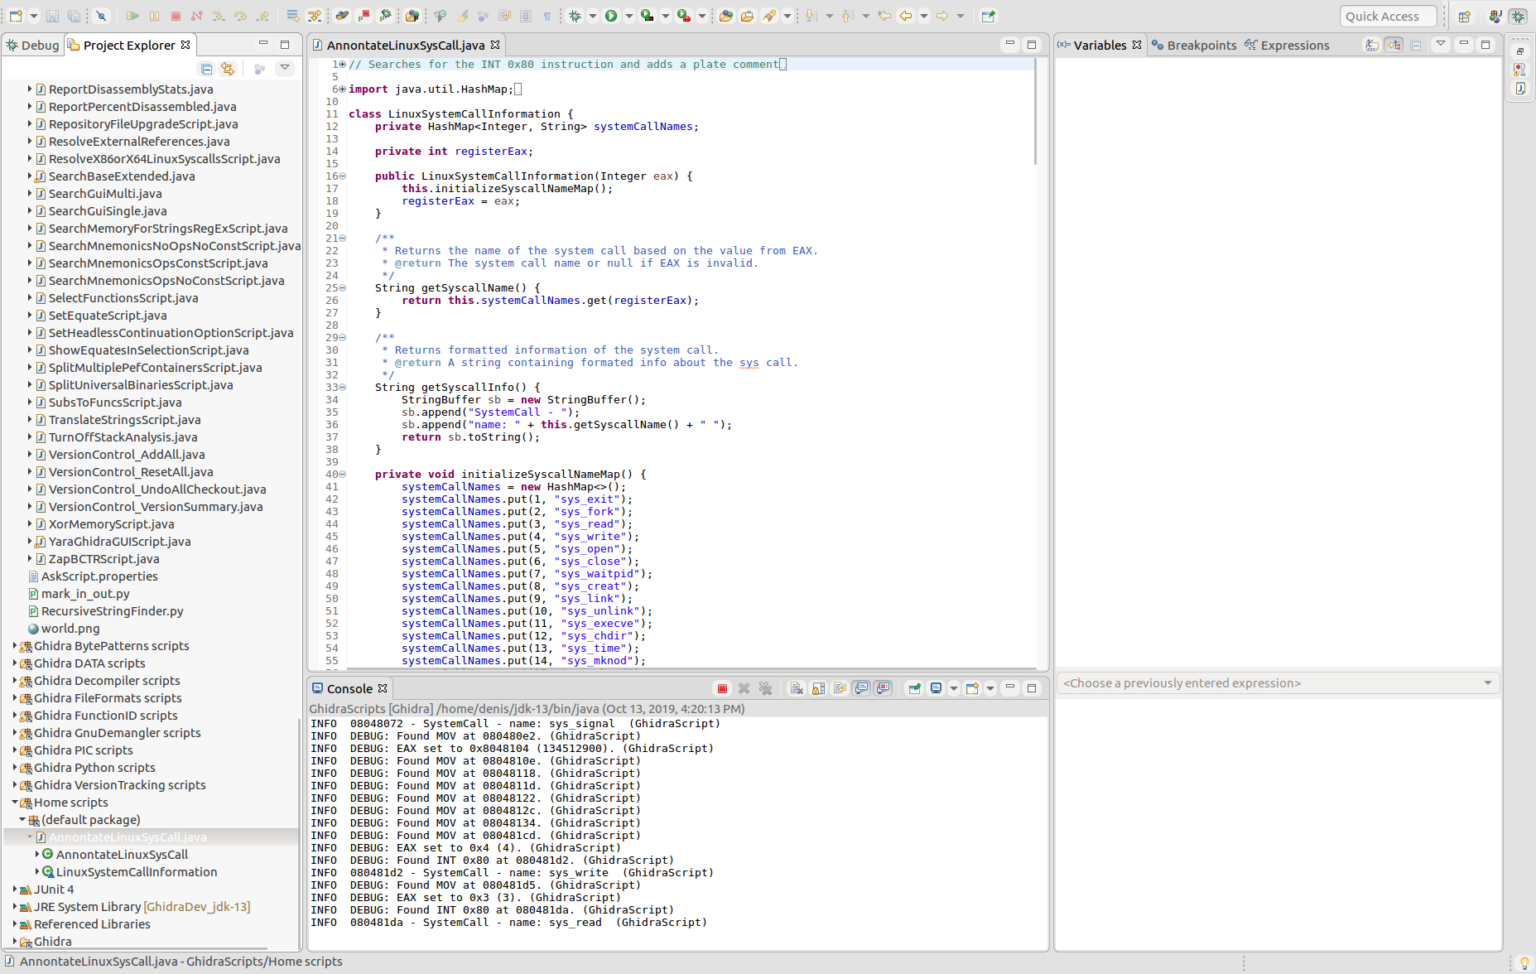 Quick Access
Debug
Project Explorer
ReportDisassemblyStats.java
ReportPercentDisassembled.java
RepositoryFileUpgradeScript.java
ResolveExternalReferences.java
ResolveX86orX64LinuxSyscallsScript.java
SearchBaseExtended.java
SearchGuiMulti.java
SearchGuiSingle.java
SearchMemoryForStringsRegExScript.java
SearchMnemonicsNoOpsNoConstScript.java
SearchMnemonicsOpsConstScript.java
SearchMnemonicsOpsNoConstScript.java
SelectFunctionsScript.java
SetEquateScript.java
SetHeadlessContinuationOptionScript.java
ShowEquatesInSelectionScript.java
SplitMultiplePefContainersScript.java
SplitUniversalBinariesScript.java
SubsToFuncsScript.java
TranslateStringsScript.java
TurnOffStackAnalysis.java
VersionControl_AddAll.java
VersionControl_ResetAll.java
VersionControl_UndoAllCheckout.java
VersionControl_VersionSummary.java
XorMemoryScript.java
YaraGhidraGUIScript.java
ZapBCTRScript.java
AskScript.properties
mark_in_out.py
RecursiveStringFinder.py
world.png
Ghidra BytePatterns scripts
Ghidra DATA scripts
Ghidra Decompiler scripts
Ghidra FileFormats scripts
Ghidra FunctionID scripts
Ghidra GnuDemangler scripts
Ghidra PIC scripts
Ghidra Python scripts
Ghidra VersionTracking scripts
Home scripts
(default package)
AnnontateLinuxSysCall.java
AnnontateLinuxSysCall
LinuxSystemCallInformation
JUnit 4
JRE System Library [GhidraDev_jdk-13]
Referenced Libraries
Ghidra
AnnontateLinuxSysCall.java
1 // Searches for the INT 0x80 instruction and adds a plate comment
5
6 import java.util.HashMap;
10
11 class LinuxSystemCallInformation {
12 private HashMap<Integer, String> systemCallNames;
13
14 private int registerEax;
15
16 public LinuxSystemCallInformation(Integer eax) {
17 this.initializeSyscallNameMap();
18 registerEax = eax;
19 }
20
21 /**
22 * Returns the name of the system call based on the value from EAX.
23 * @return The system call name or null if EAX is invalid.
24 */
25 String getSyscallName() {
26 return this.systemCallNames.get(registerEax);
27 }
28
29 /**
30 * Returns formatted information of the system call.
31 * @return A string containing formated info about the sys call.
32 */
33 String getSyscallInfo() {
34 StringBuffer sb = new StringBuffer();
35 sb.append("SystemCall - ");
36 sb.append("name: " + this.getSyscallName() + " ");
37 return sb.toString();
38 }
39
40 private void initializeSyscallNameMap() {
41 systemCallNames = new HashMap<>();
42 systemCallNames.put(1, "sys_exit");
43 systemCallNames.put(2, "sys_fork");
44 systemCallNames.put(3, "sys_read");
45 systemCallNames.put(4, "sys_write");
46 systemCallNames.put(5, "sys_open");
47 systemCallNames.put(6, "sys_close");
48 systemCallNames.put(7, "sys_waitpid");
49 systemCallNames.put(8, "sys_creat");
50 systemCallNames.put(9, "sys_link");
51 systemCallNames.put(10, "sys_unlink");
52 systemCallNames.put(11, "sys_execve");
53 systemCallNames.put(12, "sys_chdir");
54 systemCallNames.put(13, "sys_time");
55 systemCallNames.put(14, "sys_mknod");
Console
GhidraScripts [Ghidra] /home/denis/jdk-13/bin/java (Oct 13, 2019, 4:20:13 PM)
INFO 08048072 - SystemCall - name: sys_signal (GhidraScript)
INFO DEBUG: Found MOV at 080480e2. (GhidraScript)
INFO DEBUG: EAX set to 0x8048104 (134512900). (GhidraScript)
INFO DEBUG: Found MOV at 0804810e. (GhidraScript)
INFO DEBUG: Found MOV at 08048118. (GhidraScript)
INFO DEBUG: Found MOV at 0804811d. (GhidraScript)
INFO DEBUG: Found MOV at 08048122. (GhidraScript)
INFO DEBUG: Found MOV at 0804812c. (GhidraScript)
INFO DEBUG: Found MOV at 08048134. (GhidraScript)
INFO DEBUG: Found MOV at 080481cd. (GhidraScript)
INFO DEBUG: EAX set to 0x4 (4). (GhidraScript)
INFO DEBUG: Found INT 0x80 at 080481d2. (GhidraScript)
INFO 080481d2 - SystemCall - name: sys_write (GhidraScript)
INFO DEBUG: Found MOV at 080481d5. (GhidraScript)
INFO DEBUG: EAX set to 0x3 (3). (GhidraScript)
INFO DEBUG: Found INT 0x80 at 080481da. (GhidraScript)
INFO 080481da - SystemCall - name: sys_read (GhidraScript)
(x)= Variables
Breakpoints
Expressions
<Choose a previously entered expression>
AnnontateLinuxSysCall.java - GhidraScripts/Home scripts